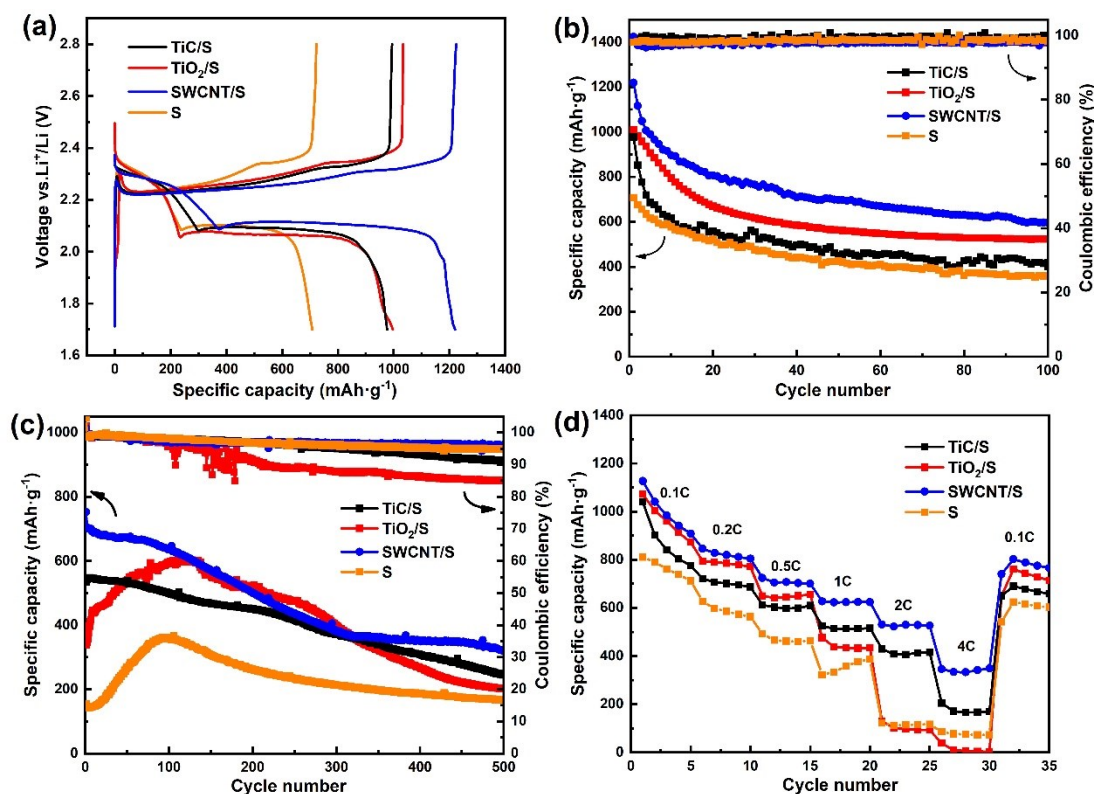 (a)
TiC/S
TiO₂/S
SWCNT/S
S
Voltage vs.Li⁺/Li (V)
2.8
2.6
2.4
2.2
2.0
1.8
1.6
0 200 400 600 800 1000 1200 1400
Specific capacity (mAh·g⁻¹)
(b)
TiC/S
TiO₂/S
SWCNT/S
S
Specific capacity (mAh·g⁻¹)
1400
1200
1000
800
600
400
200
0
100
80
60
40
20
0
Coulombic efficiency (%)
0 20 40 60 80 100
Cycle number
(c)
TiC/S
TiO₂/S
SWCNT/S
S
Specific capacity (mAh·g⁻¹)
1000
800
600
400
200
0
100
90
80
70
60
50
40
30
20
10
0
Coulombic efficiency (%)
0 100 200 300 400 500
Cycle number
(d)
TiC/S
TiO₂/S
SWCNT/S
S
Specific capacity (mAh·g⁻¹)
1400
1200
1000
800
600
400
200
0
0.1C
0.2C
0.5C
1C
2C
4C
0.1C
0 5 10 15 20 25 30 35
Cycle number